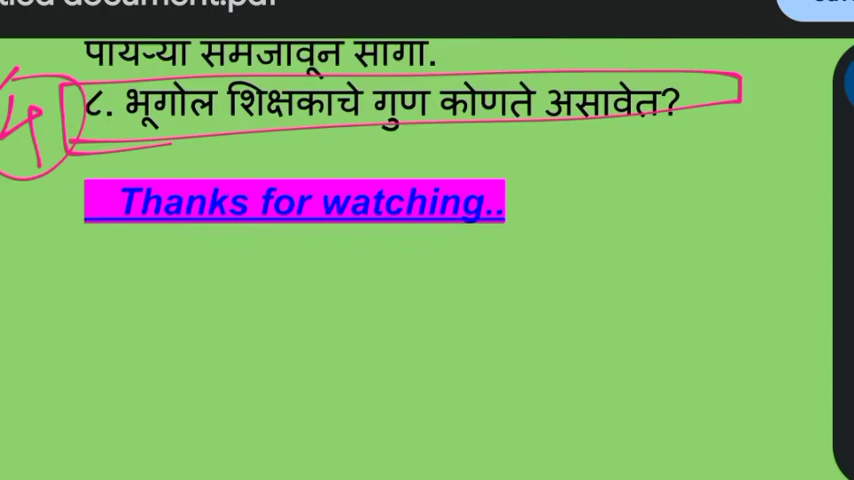 पायऱ्या समजावून सांगा.
८. भूगोल शिक्षकाचे गुण कोणते असावेत?
Thanks for watching..